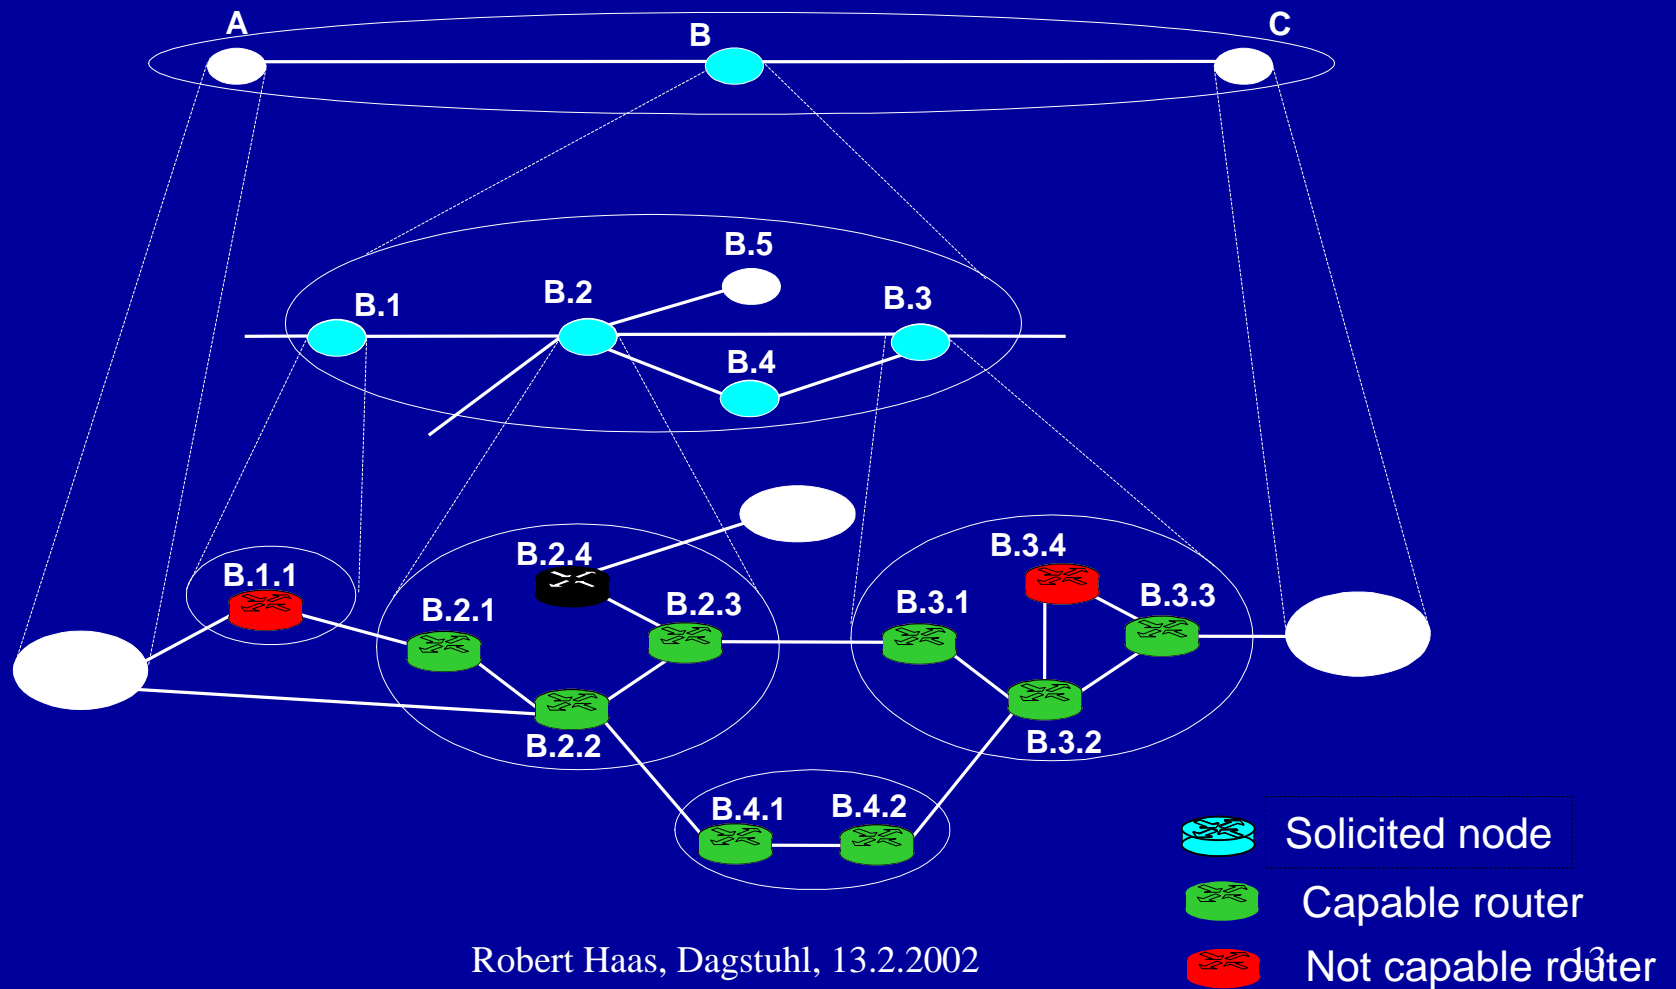 A
B
C
B.5
B.2
B.3
B.1
B.4
B.2.4
B.3.4
B.1.1
B.2.1
B.2.3
B.3.1
B.3.3
B.2.2
B.3.2
B.4.1
B.4.2
Solicited node
Capable router
Not capable router
Robert Haas, Dagstuhl, 13.2.2002
13